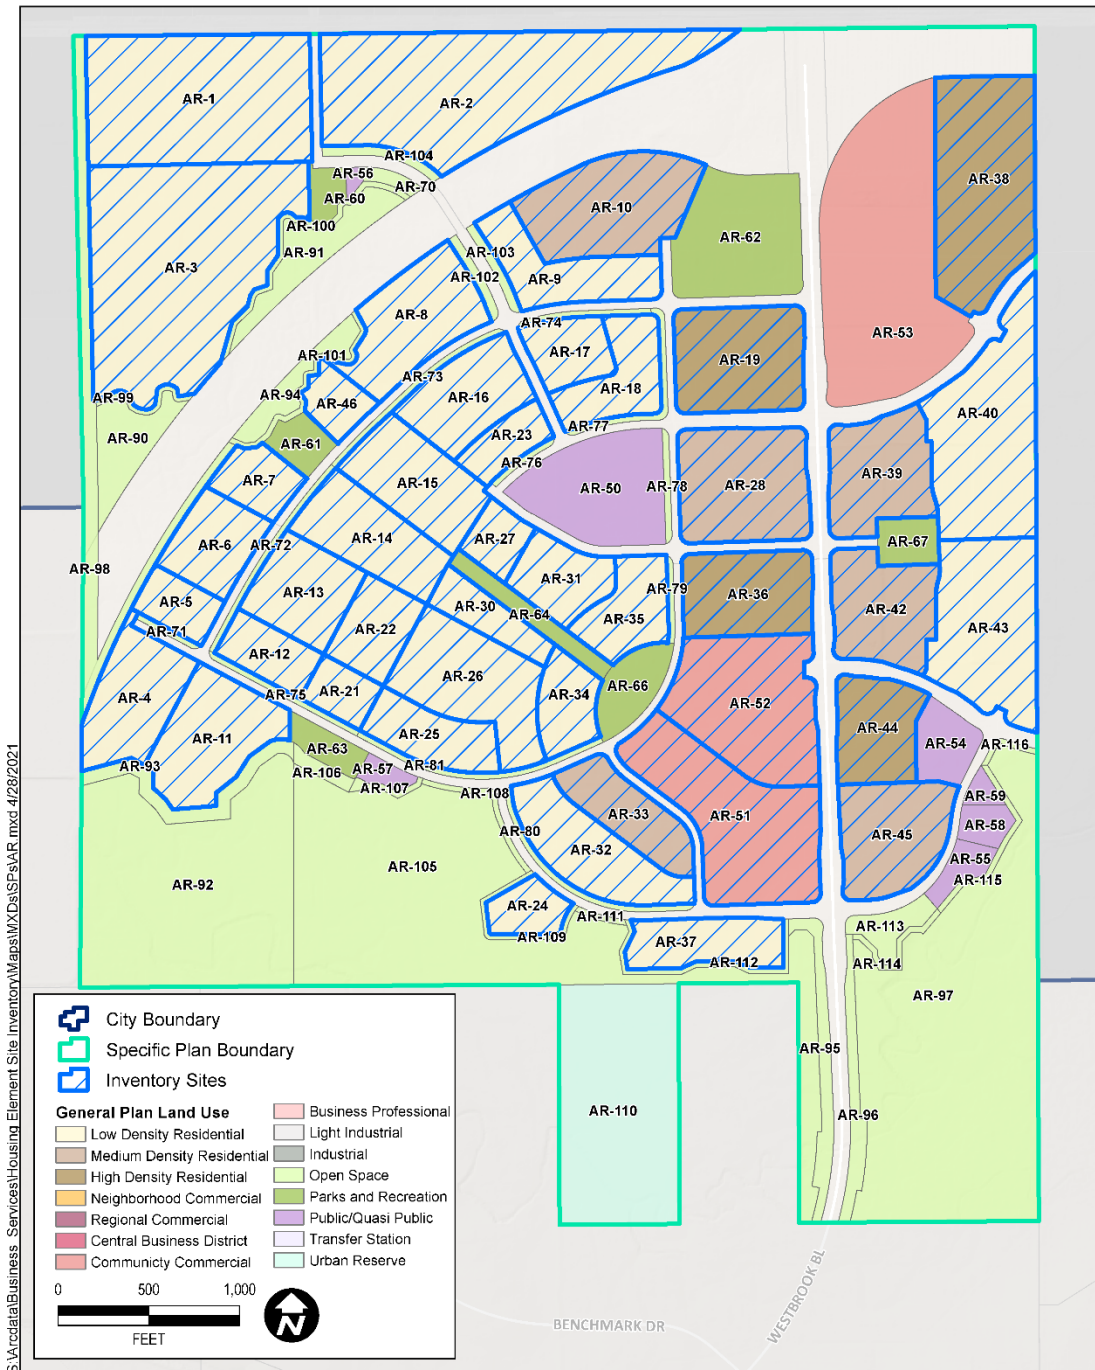 AR-1
AR-2
AR-104
AR-56
AR-70
AR-60
AR-38
AR-10
AR-100
AR-62
AR-91
AR-103
AR-3
AR-102
AR-9
AR-8
AR-74
AR-53
AR-17
AR-101
AR-19
AR-73
AR-18
AR-16
AR-94
AR-99
AR-46
AR-40
AR-77
AR-23
AR-90
AR-61
AR-76
AR-39
AR-7
AR-15
AR-50
AR-78
AR-28
AR-14
AR-27
AR-67
AR-6
AR-72
AR-98
AR-31
AR-79
AR-13
AR-36
AR-5
AR-30
AR-64
AR-42
AR-35
AR-43
AR-71
AR-22
AR-12
AR-26
AR-66
AR-21
AR-75
AR-34
AR-4
AR-52
AR-25
AR-44
AR-11
AR-54
AR-116
AR-63
AR-93
AR-57
AR-81
AR-106
AR-107
AR-108
AR-59
AR-33
AR-51
AR-58
AR-80
AR-45
AR-32
AR-55
AR-105
AR-115
AR-92
AR-24
AR-111
AR-113
AR-109
AR-37
AR-112
AR-114
AR-97
AR-95
AR-110
AR-96
WESTBROOK BL
BENCHMARK DR
S:\Arcdata\Business_Services\Housing Element Site Inventory\Maps\MXDs\SPs\AR.mxd 4/28/2021
City Boundary
Specific Plan Boundary
Inventory Sites
General Plan Land Use
Low Density Residential
Medium Density Residential
High Density Residential
Neighborhood Commercial
Regional Commercial
Central Business District
Communicty Commercial
Business Professional
Light Industrial
Industrial
Open Space
Parks and Recreation
Public/Quasi Public
Transfer Station
Urban Reserve
0 500 1,000
FEET
N